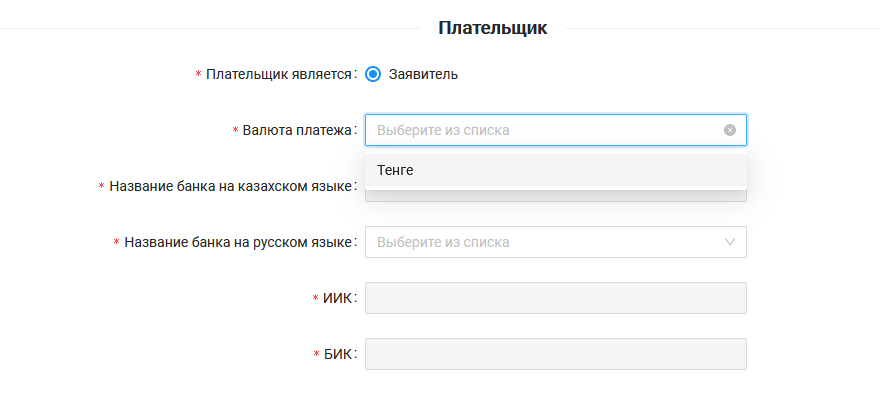 Плательщик
* Плательщик является: Заявитель
* Валюта платежа: Выберите из списка
Тенге
* Название банка на казахском языке:
* Название банка на русском языке: Выберите из списка
* ИИК:
* БИК: